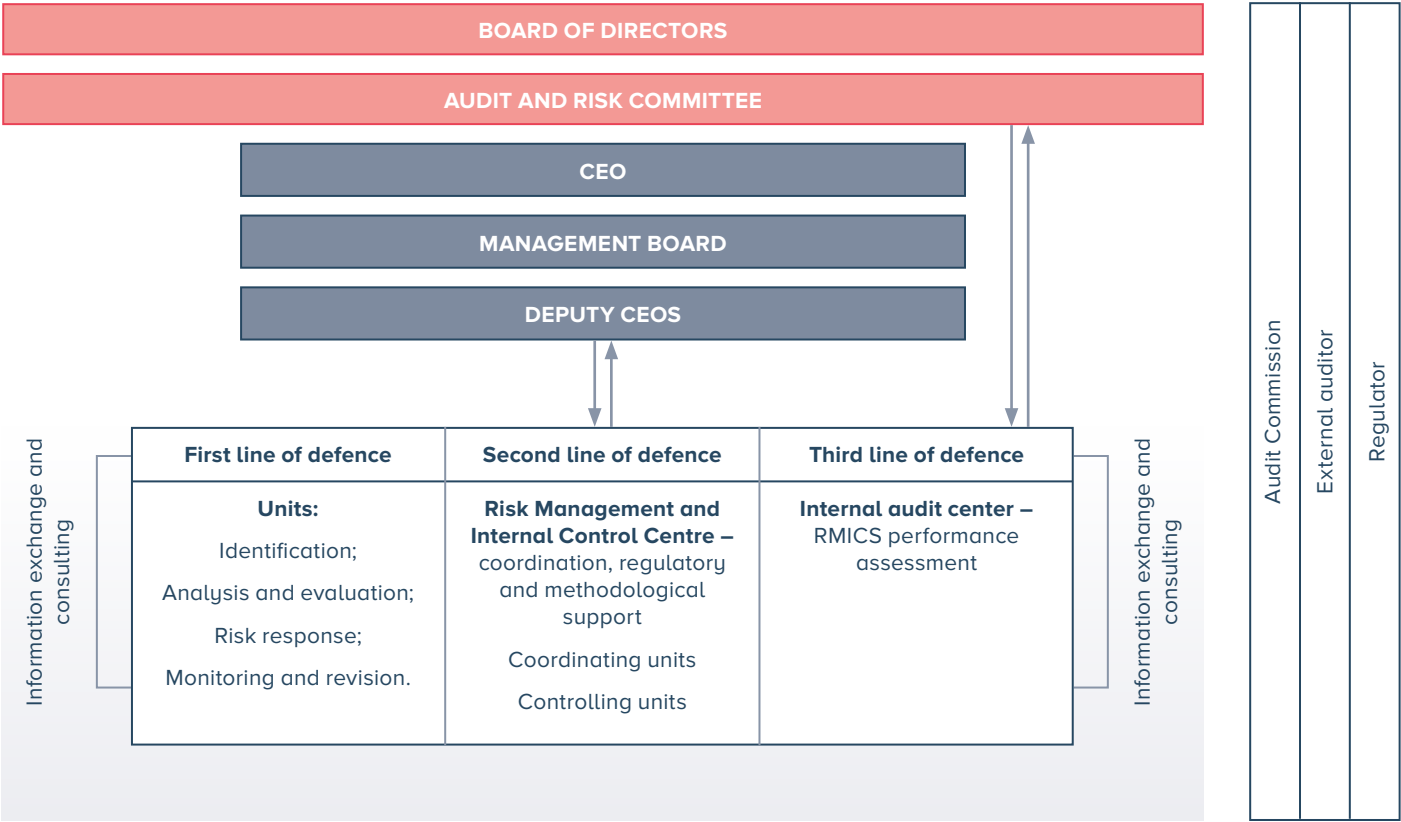 BOARD OF DIRECTORS
AUDIT AND RISK COMMITTEE
CEO
MANAGEMENT BOARD
DEPUTY CEOS
Information exchange and
consulting
First line of defence
Units:
Identification;
Analysis and evaluation;
Risk response;
Monitoring and revision.
Second line of defence
Risk Management and
Internal Control Centre –
coordination, regulatory
and methodological
support
Coordinating units
Controlling units
Third line of defence
Internal audit center –
RMICS performance
assessment
Information exchange and
consulting
Audit Commission
External auditor
Regulator